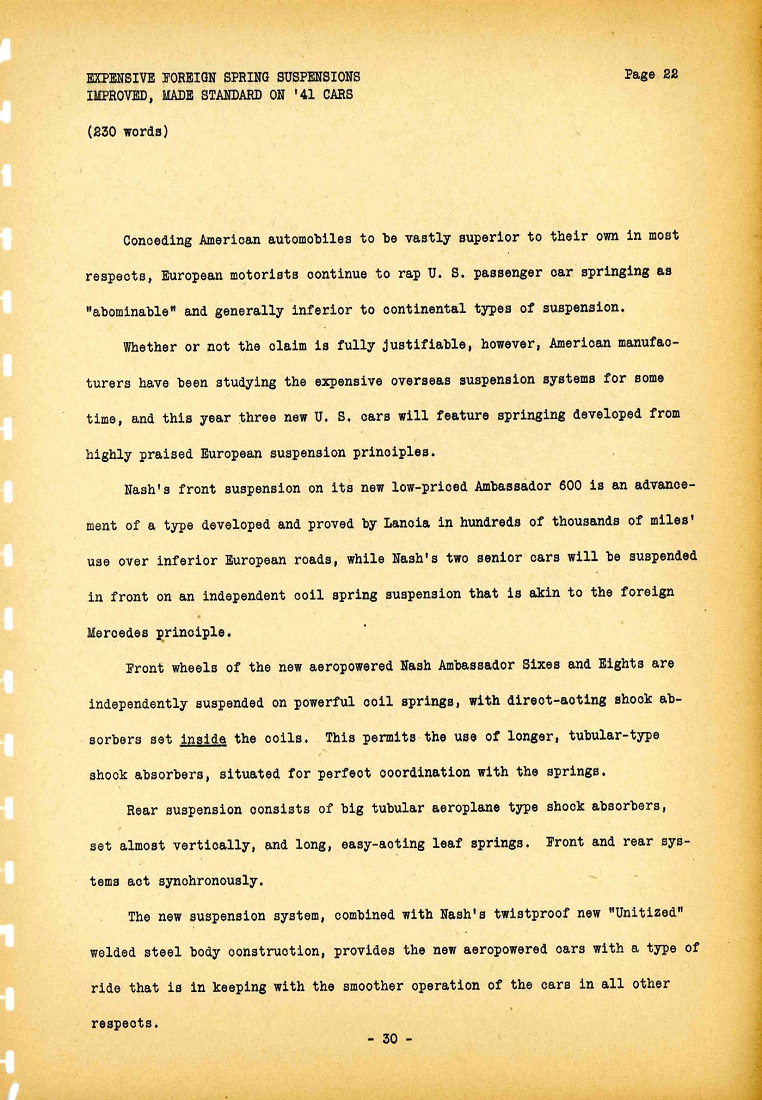 EXPENSIVE FOREIGN SPRING SUSPENSIONS
Page 22
IMPROVED, MADE STANDARD ON '41 CARS
(230 words)
Conceding American automobiles to be vastly superior to their own in most
respects, European motorists continue to rap U. S. passenger car springing as
"abominable" and generally inferior to continental types of suspension.
Whether or not the claim is fully justifiable, however, American manufac-
turers have been studying the expensive overseas suspension systems for some
time, and this year three new U. S. cars will feature springing developed from
highly praised European suspension principles.
Nash's front suspension on its new low-priced Ambassador 600 is an advance-
ment of a type developed and proved by Lancia in hundreds of thousands of miles'
use over inferior European roads, while Nash's two senior cars will be suspended
in front on an independent coil spring suspension that is akin to the foreign
Mercedes principle.
Front wheels of the new aeropowered Nash Ambassador Sixes and Eights are
independently suspended on powerful coil springs, with direct-acting shock ab-
sorbers set inside the coils. This permits the use of longer, tubular-type
shock absorbers, situated for perfect coordination with the springs.
Rear suspension consists of big tubular aeroplane type shock absorbers,
set almost vertically, and long, easy-acting leaf springs. Front and rear sys-
tems act synchronously.
The new suspension system, combined with Nash's twistproof new "Unitized"
welded steel body construction, provides the new aeropowered cars with a type of
ride that is in keeping with the smoother operation of the cars in all other
respects.
- 30 -